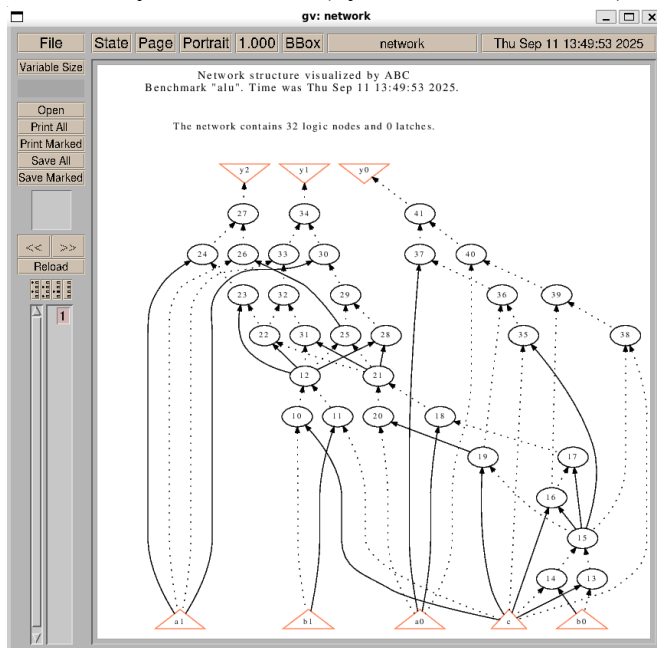 gv: network
File State Page Portrait 1.000 BBox network Thu Sep 11 13:49:53 2025
Variable Size
Open
Print All
Print Marked
Save All
Save Marked
<< >>
Reload
1
Network structure visualized by ABC
Benchmark "alu". Time was Thu Sep 11 13:49:53 2025.
The network contains 32 logic nodes and 0 latches.
y2 y1 y0
27 34 41
24 26 33 30 37 40
23 32 29 36 39
22 31 25 28 35 38
12 21
10 11 20 18
19 17
16
15
14 13
a1 b1 a0 c b0